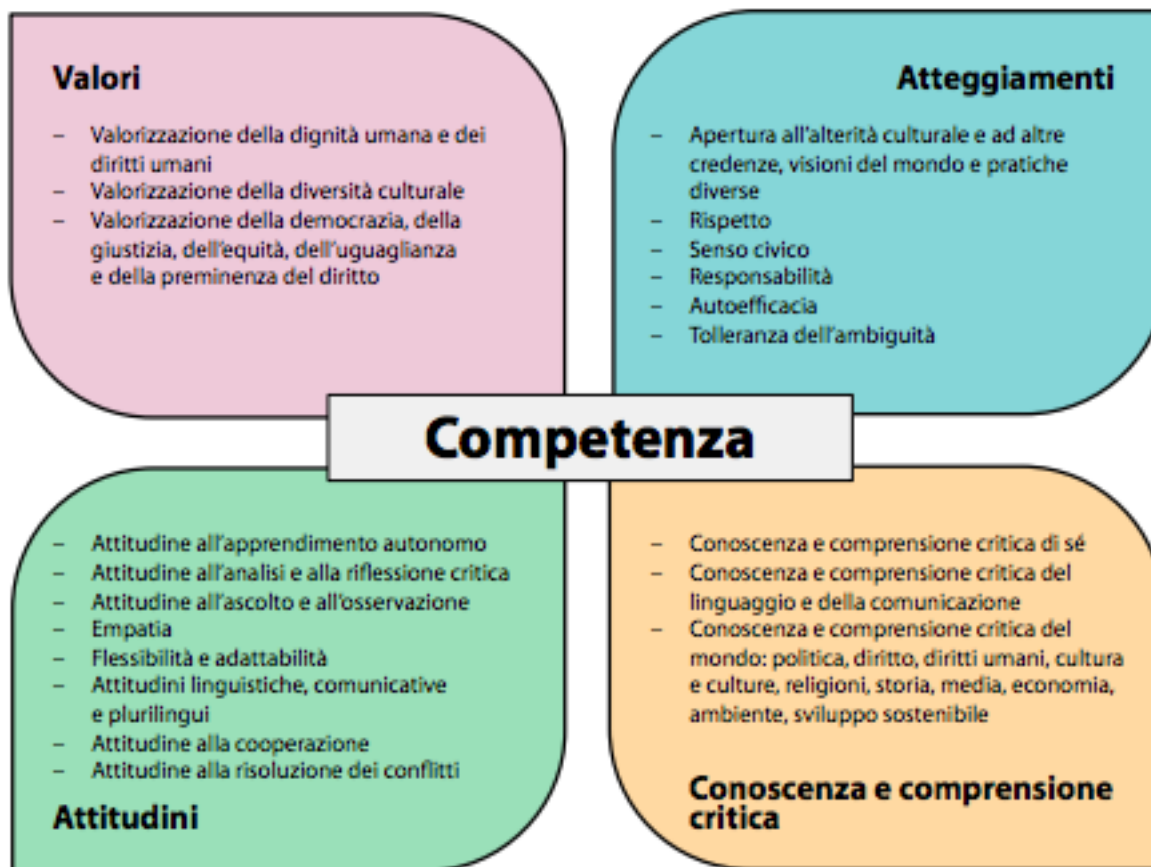 Valori
– Valorizzazione della dignità umana e dei
diritti umani
– Valorizzazione della diversità culturale
– Valorizzazione della democrazia, della
giustizia, dell'equità, dell'uguaglianza
e della preminenza del diritto
Atteggiamenti
– Apertura all'alterità culturale e ad altre
credenze, visioni del mondo e pratiche
diverse
– Rispetto
– Senso civico
– Responsabilità
– Autoefficacia
– Tolleranza dell'ambiguità
Competenza
– Attitudine all'apprendimento autonomo
– Attitudine all'analisi e alla riflessione critica
– Attitudine all'ascolto e all'osservazione
– Empatia
– Flessibilità e adattabilità
– Attitudini linguistiche, comunicative
e plurilingui
– Attitudine alla cooperazione
– Attitudine alla risoluzione dei conflitti
Attitudini
– Conoscenza e comprensione critica di sé
– Conoscenza e comprensione critica del
linguaggio e della comunicazione
– Conoscenza e comprensione critica del
mondo: politica, diritto, diritti umani, cultura
e culture, religioni, storia, media, economia,
ambiente, sviluppo sostenibile
Conoscenza e comprensione
critica